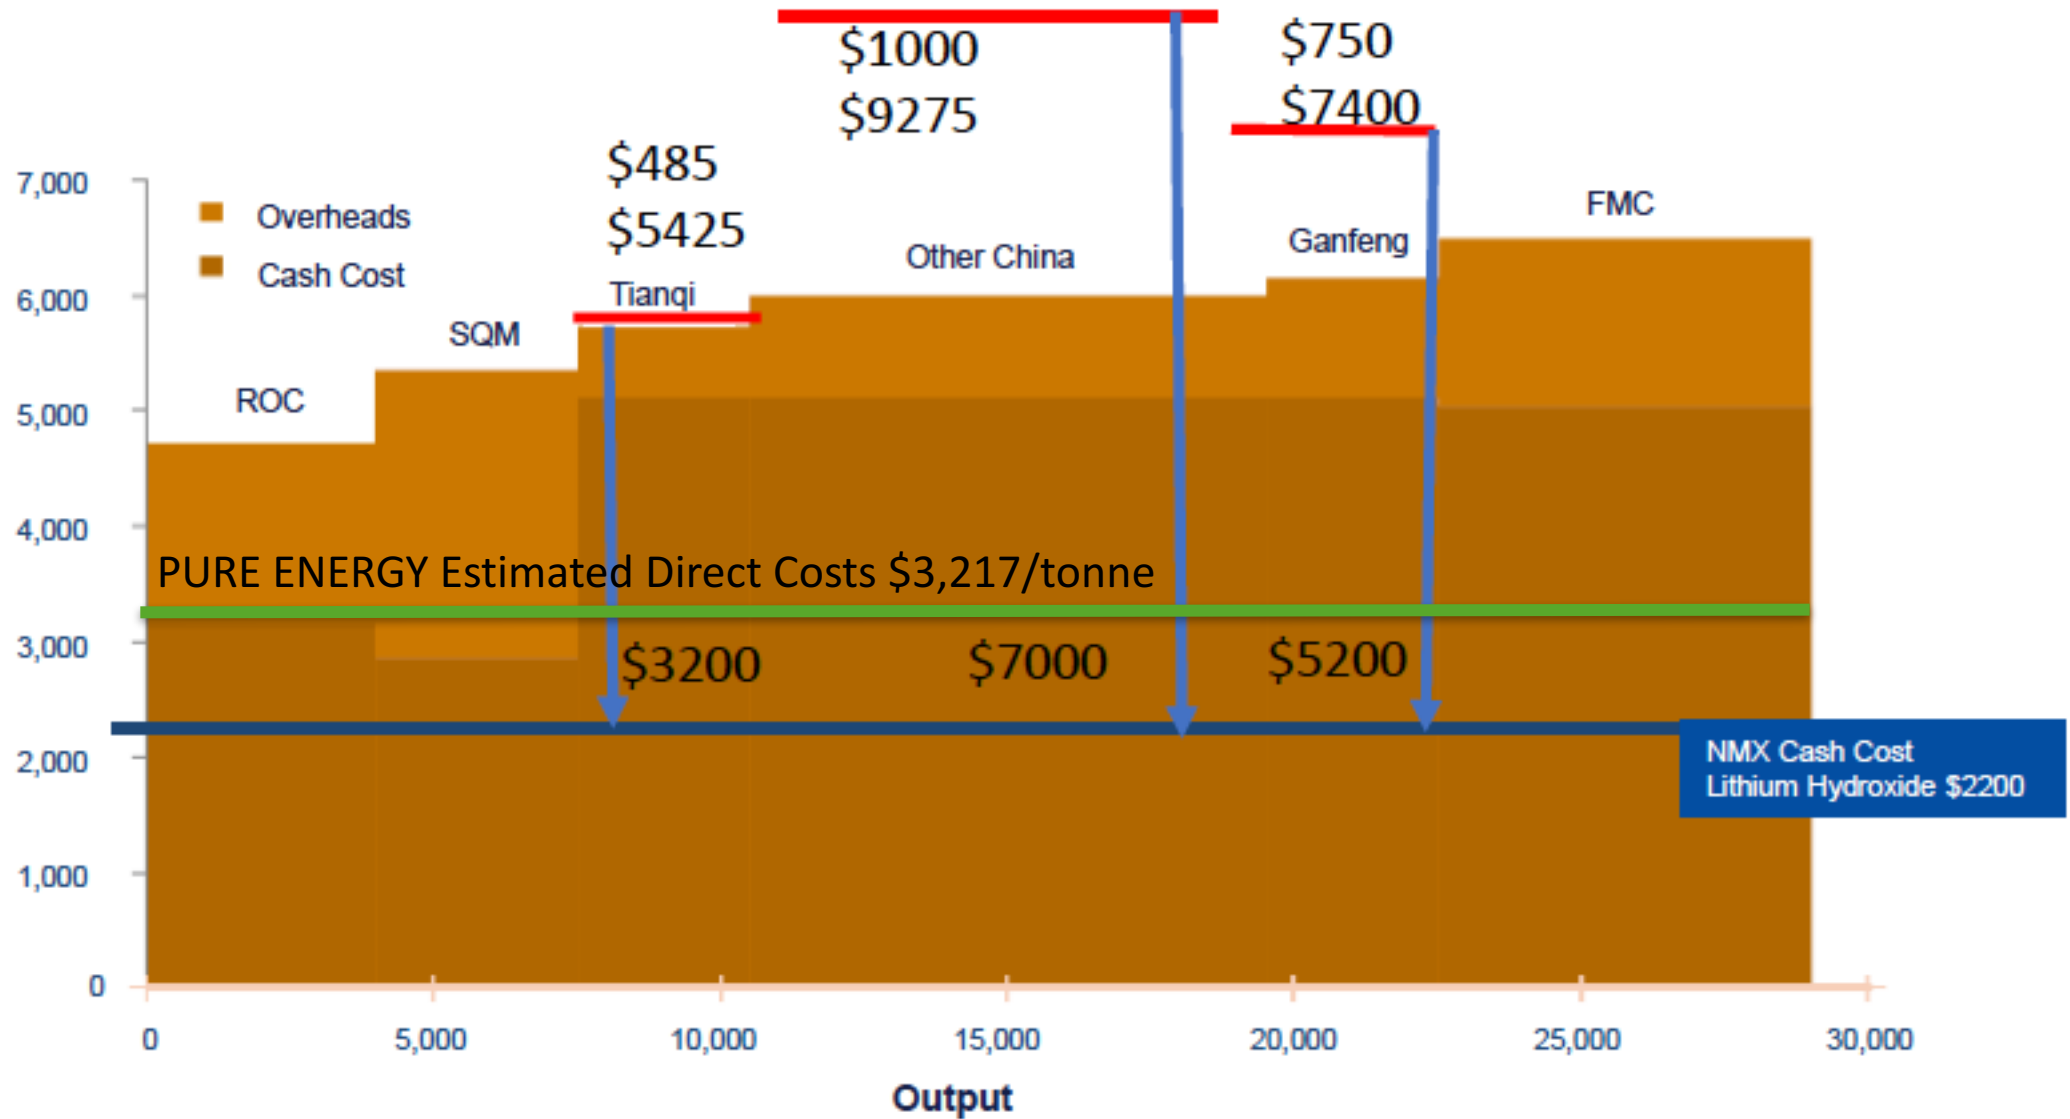 $1000
$9275
$750
$7400
$485
$5425
7,000
6,000
5,000
4,000
3,000
2,000
1,000
0
Overheads
Cash Cost
ROC
SQM
Tianqi
Other China
Ganfeng
FMC
PURE ENERGY Estimated Direct Costs $3,217/tonne
$3200
$7000
$5200
NMX Cash Cost
Lithium Hydroxide $2200
0
5,000
10,000
15,000
20,000
25,000
30,000
Output